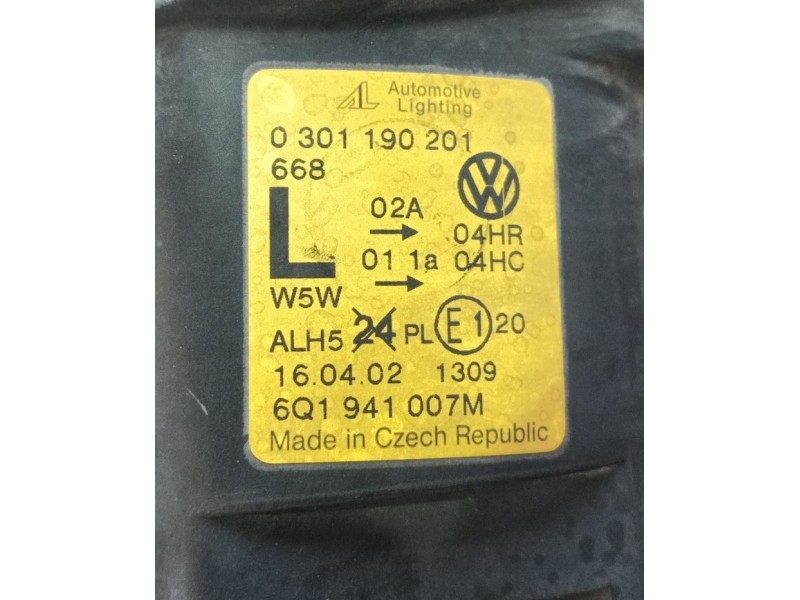 AL Automotive
Lighting
0 301 190 201
668
L
02A
04HR
01 1a 04HC
W5W
ALH5 24 PL E1 20
16.04.02 1309
6Q1 941 007M
Made in Czech Republic